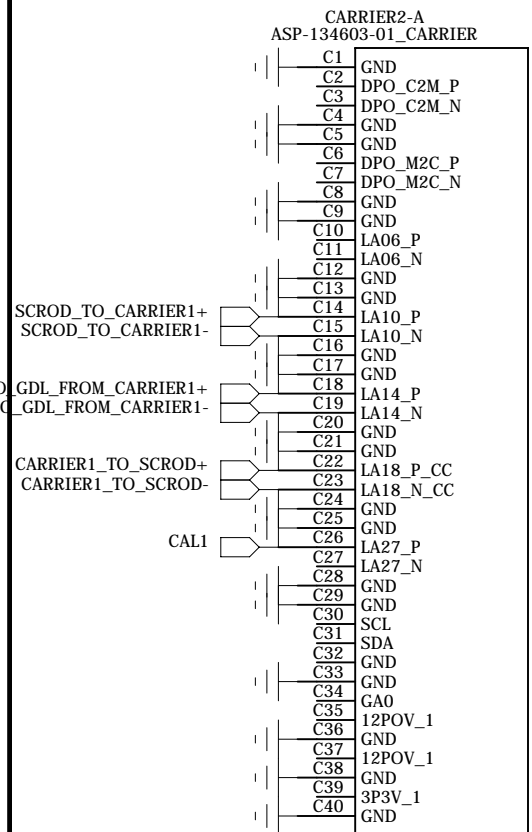 CARRIER2-A
ASP-134603-01_CARRIER
C1 GND
C2 DPO_C2M_P
C3 DPO_C2M_N
C4 GND
C5 GND
C6 DPO_M2C_P
C7 DPO_M2C_N
C8 GND
C9 GND
C10 LA06_P
C11 LA06_N
C12 GND
C13 GND
SCROD_TO_CARRIER1+ C14 LA10_P
SCROD_TO_CARRIER1- C15 LA10_N
C16 GND
C17 GND
_GDL_FROM_CARRIER1+ C18 LA14_P
_GDL_FROM_CARRIER1- C19 LA14_N
C20 GND
C21 GND
CARRIER1_TO_SCROD+ C22 LA18_P_CC
CARRIER1_TO_SCROD- C23 LA18_N_CC
C24 GND
C25 GND
CAL1 C26 LA27_P
C27 LA27_N
C28 GND
C29 GND
C30 SCL
C31 SDA
C32 GND
C33 GND
C34 GA0
C35 12POV_1
C36 GND
C37 12POV_1
C38 GND
C39 3P3V_1
C40 GND